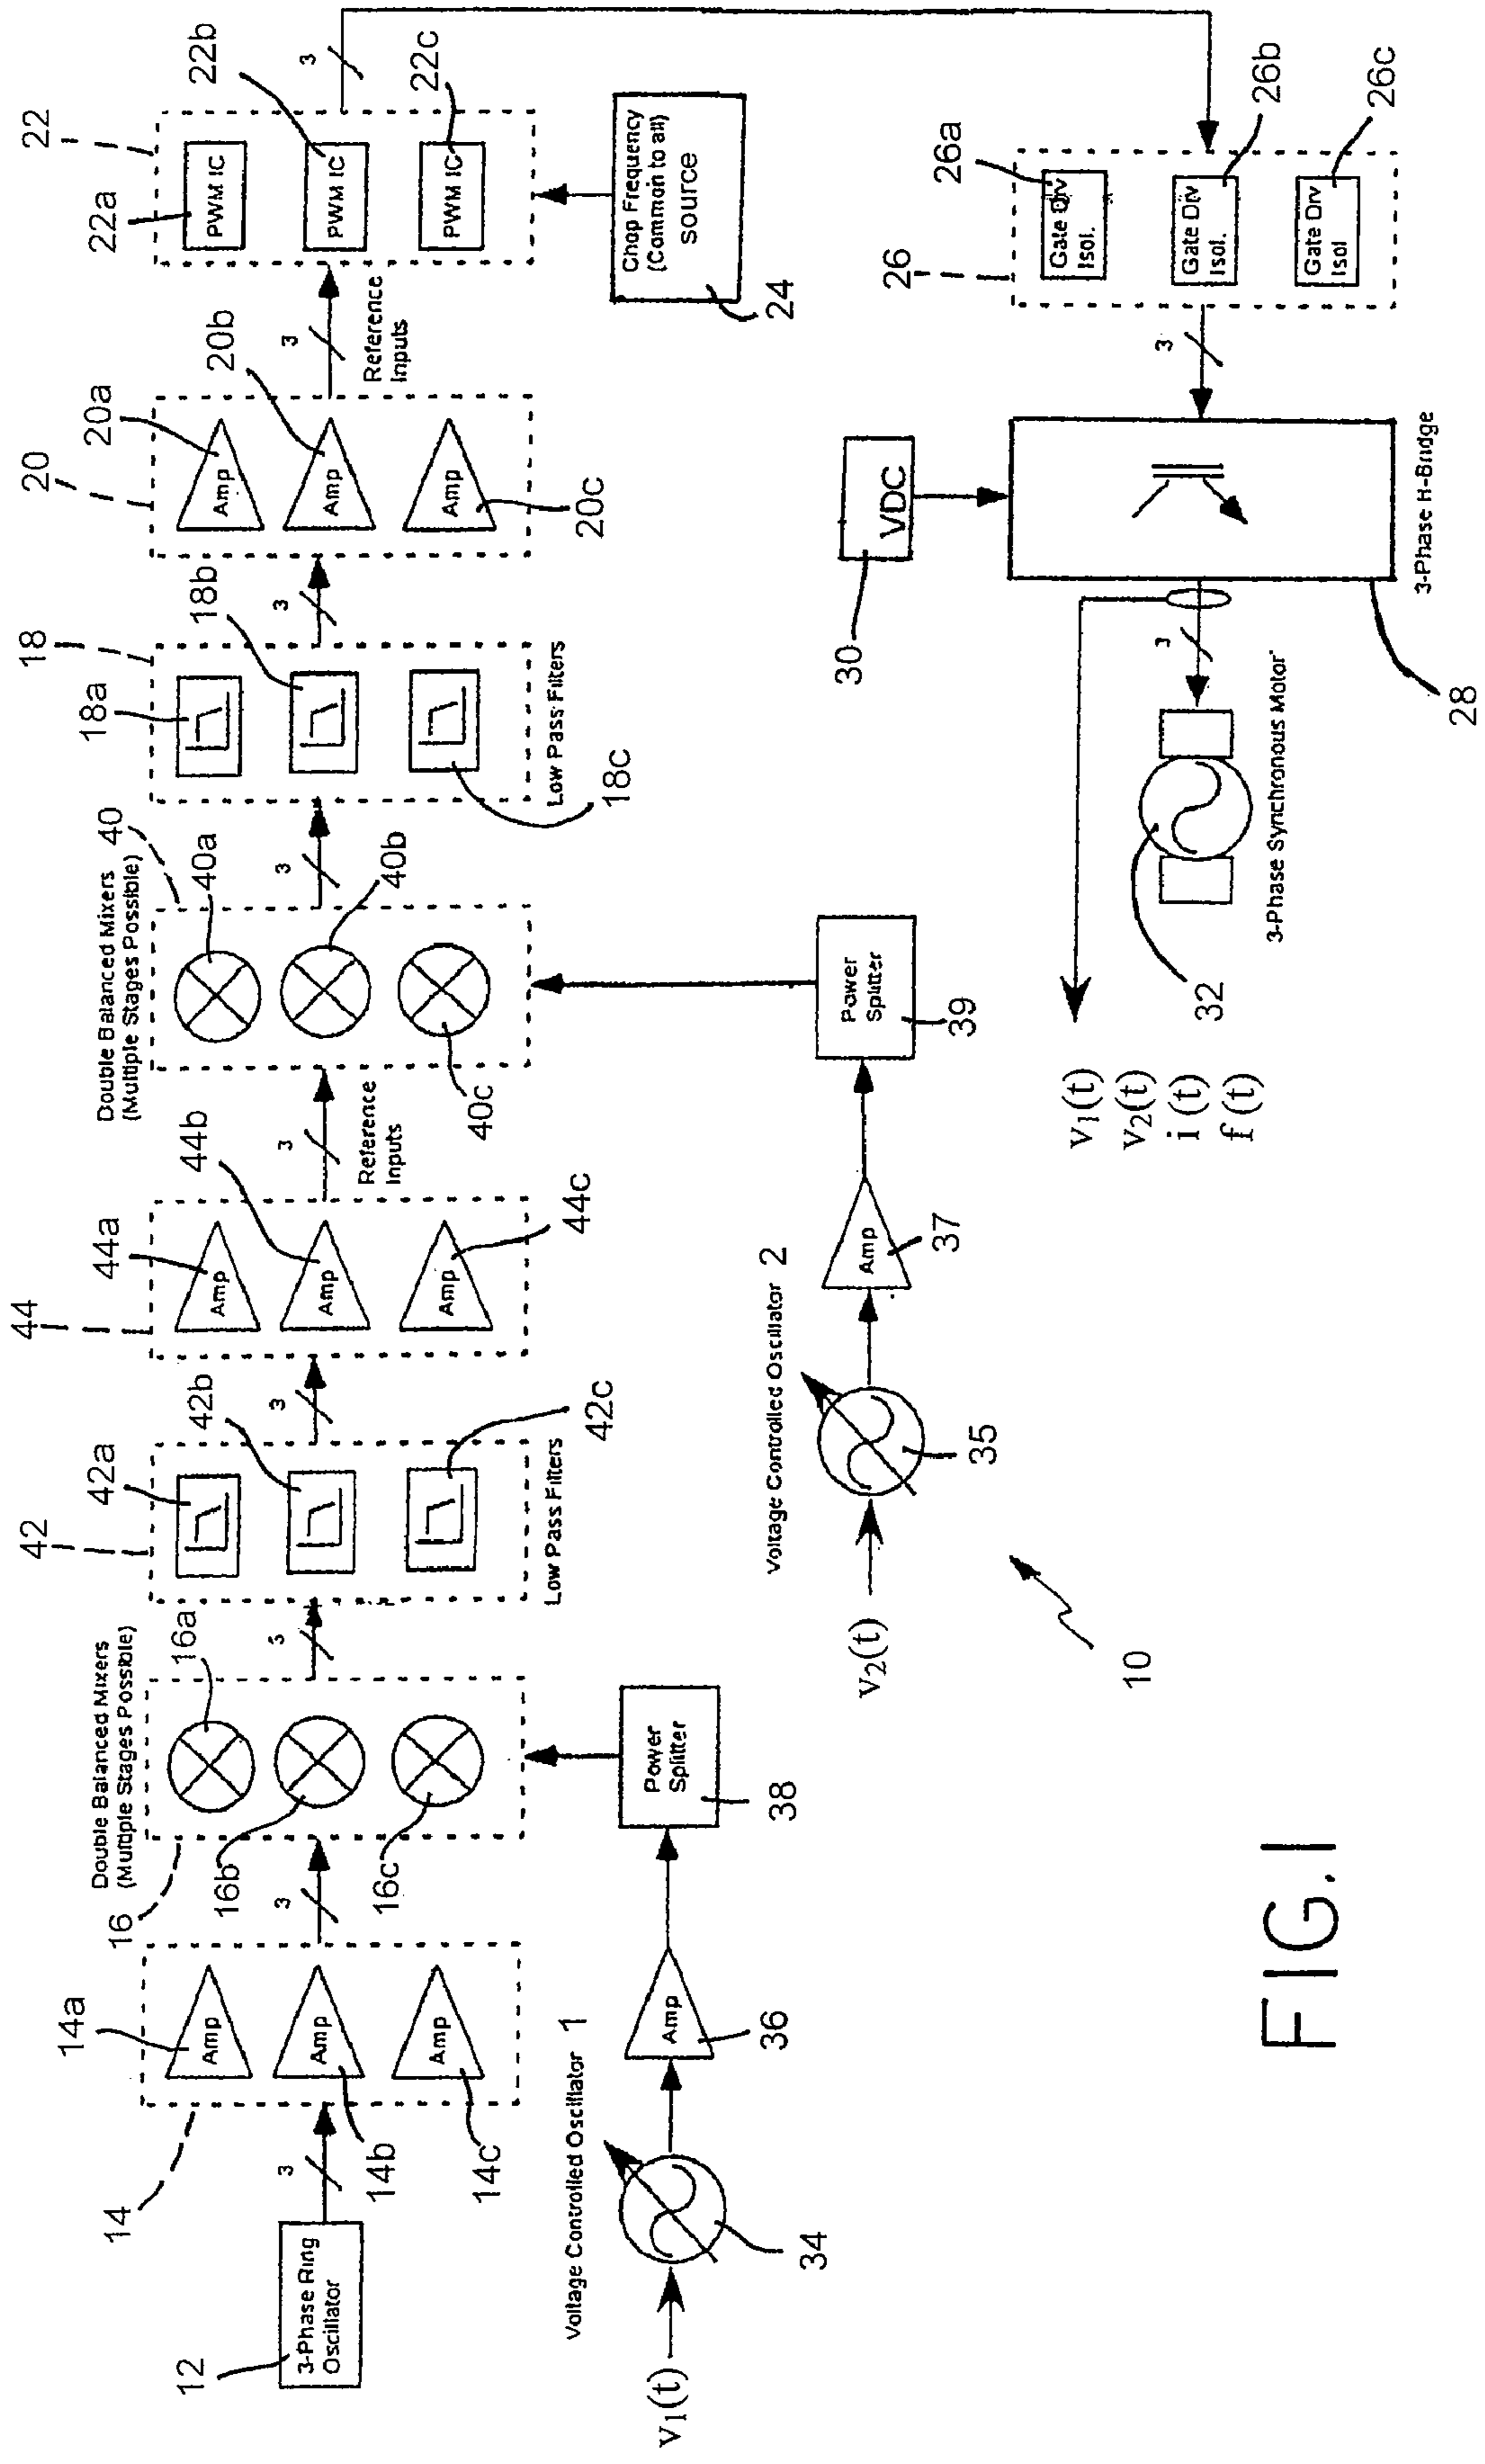 12
3-Phase Ring
Oscillator
3
14
14a
Amp
14b
Amp
14c
Amp
3
Double Balanced Mixers
(Multiple Stages Possible)
16
16a
16b
16c
3
42
42a
42b
42c
Low Pass Filters
3
44
44a
Amp
44b
Amp
44c
Amp
3
Reference
Inputs
Double Balanced Mixers
(Multiple Stages Possible)
40
40a
40b
40c
3
18
18a
18b
18c
Low Pass Filters
3
20
20a
Amp
20b
Amp
20c
Amp
3
Reference
Inputs
22
22a
PWM IC
22b
PWM IC
22c
PWM IC
3
Chop Frequency
(Common to all)
source
24
v1(t)
Voltage Controlled Oscillator 1
34
Amp
36
Power
Splitter
38
v2(t)
Voltage Controlled Oscillator 2
35
Amp
37
Power
Splitter
39
10
v1(t)
v2(t)
i(t)
f(t)
26
26a
Gate Drv
Isol.
26b
Gate Drv
Isol.
26c
Gate Drv
Isol
3
VDC
30
3-Phase H-Bridge
28
3
32
3-Phase Synchronous Motor
FIG.1